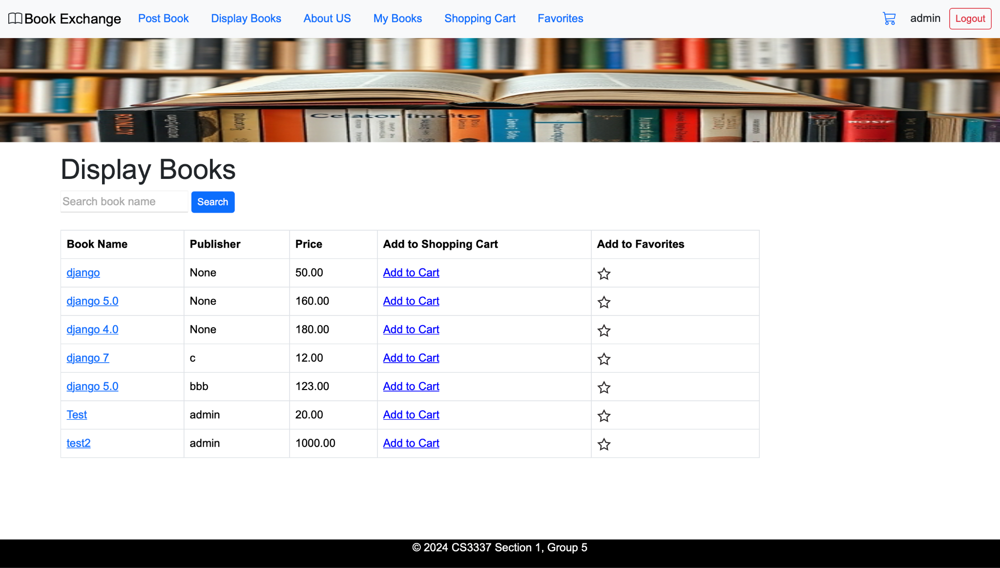 Book Exchange Post Book Display Books About US My Books Shopping Cart Favorites admin Logout
Display Books
Search book name Search
Book Name Publisher Price Add to Shopping Cart Add to Favorites
django None 50.00 Add to Cart
django 5.0 None 160.00 Add to Cart
django 4.0 None 180.00 Add to Cart
django 7 c 12.00 Add to Cart
django 5.0 bbb 123.00 Add to Cart
Test admin 20.00 Add to Cart
test2 admin 1000.00 Add to Cart
© 2024 CS3337 Section 1, Group 5